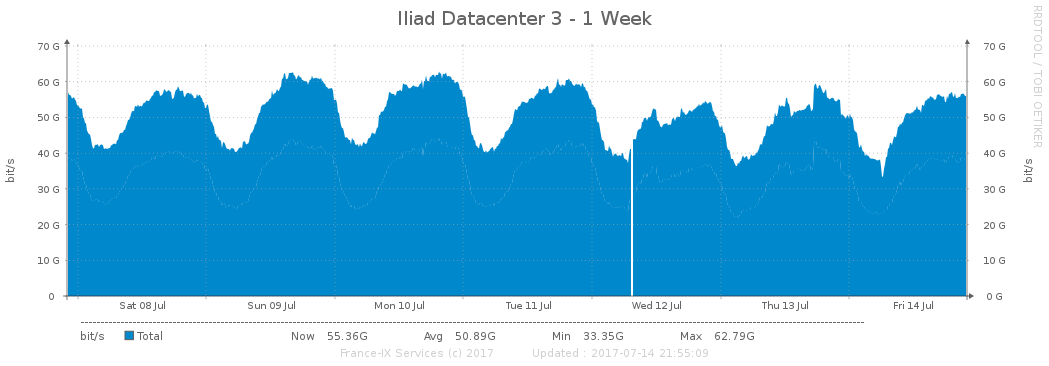 Iliad Datacenter 3 - 1 Week
RRDTOOL / TOBI OETIKER
70 G 70 G
60 G 60 G
50 G 50 G
40 G 40 G
30 G 30 G
20 G 20 G
10 G 10 G
0 0 G
bit/s bit/s
Sat 08 Jul Sun 09 Jul Mon 10 Jul Tue 11 Jul Wed 12 Jul Thu 13 Jul Fri 14 Jul
bit/s Total Now 55.36G Avg 50.89G Min 33.35G Max 62.79G
France-IX Services (c) 2017 Updated : 2017-07-14 21:55:09